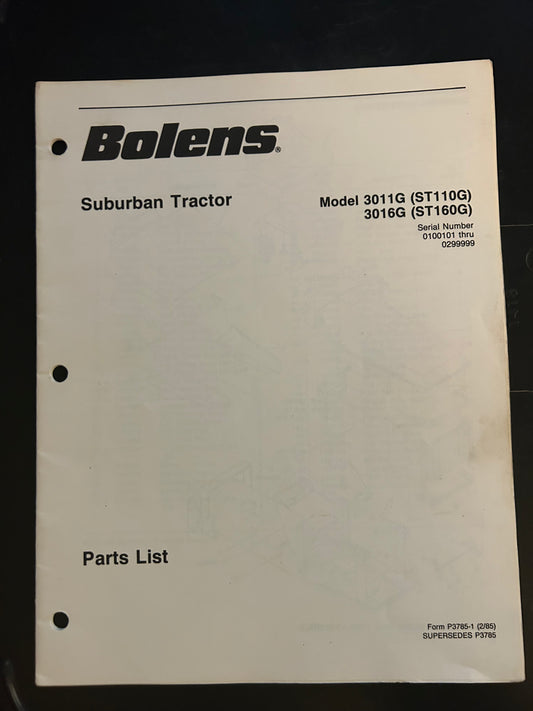 Bolens®
Suburban Tractor
Model 3011G (ST110G)
3016G (ST160G)
Serial Number
0100101 thru
0299999
Parts List
Form P3785-1 (2/85)
SUPERSEDES P3785